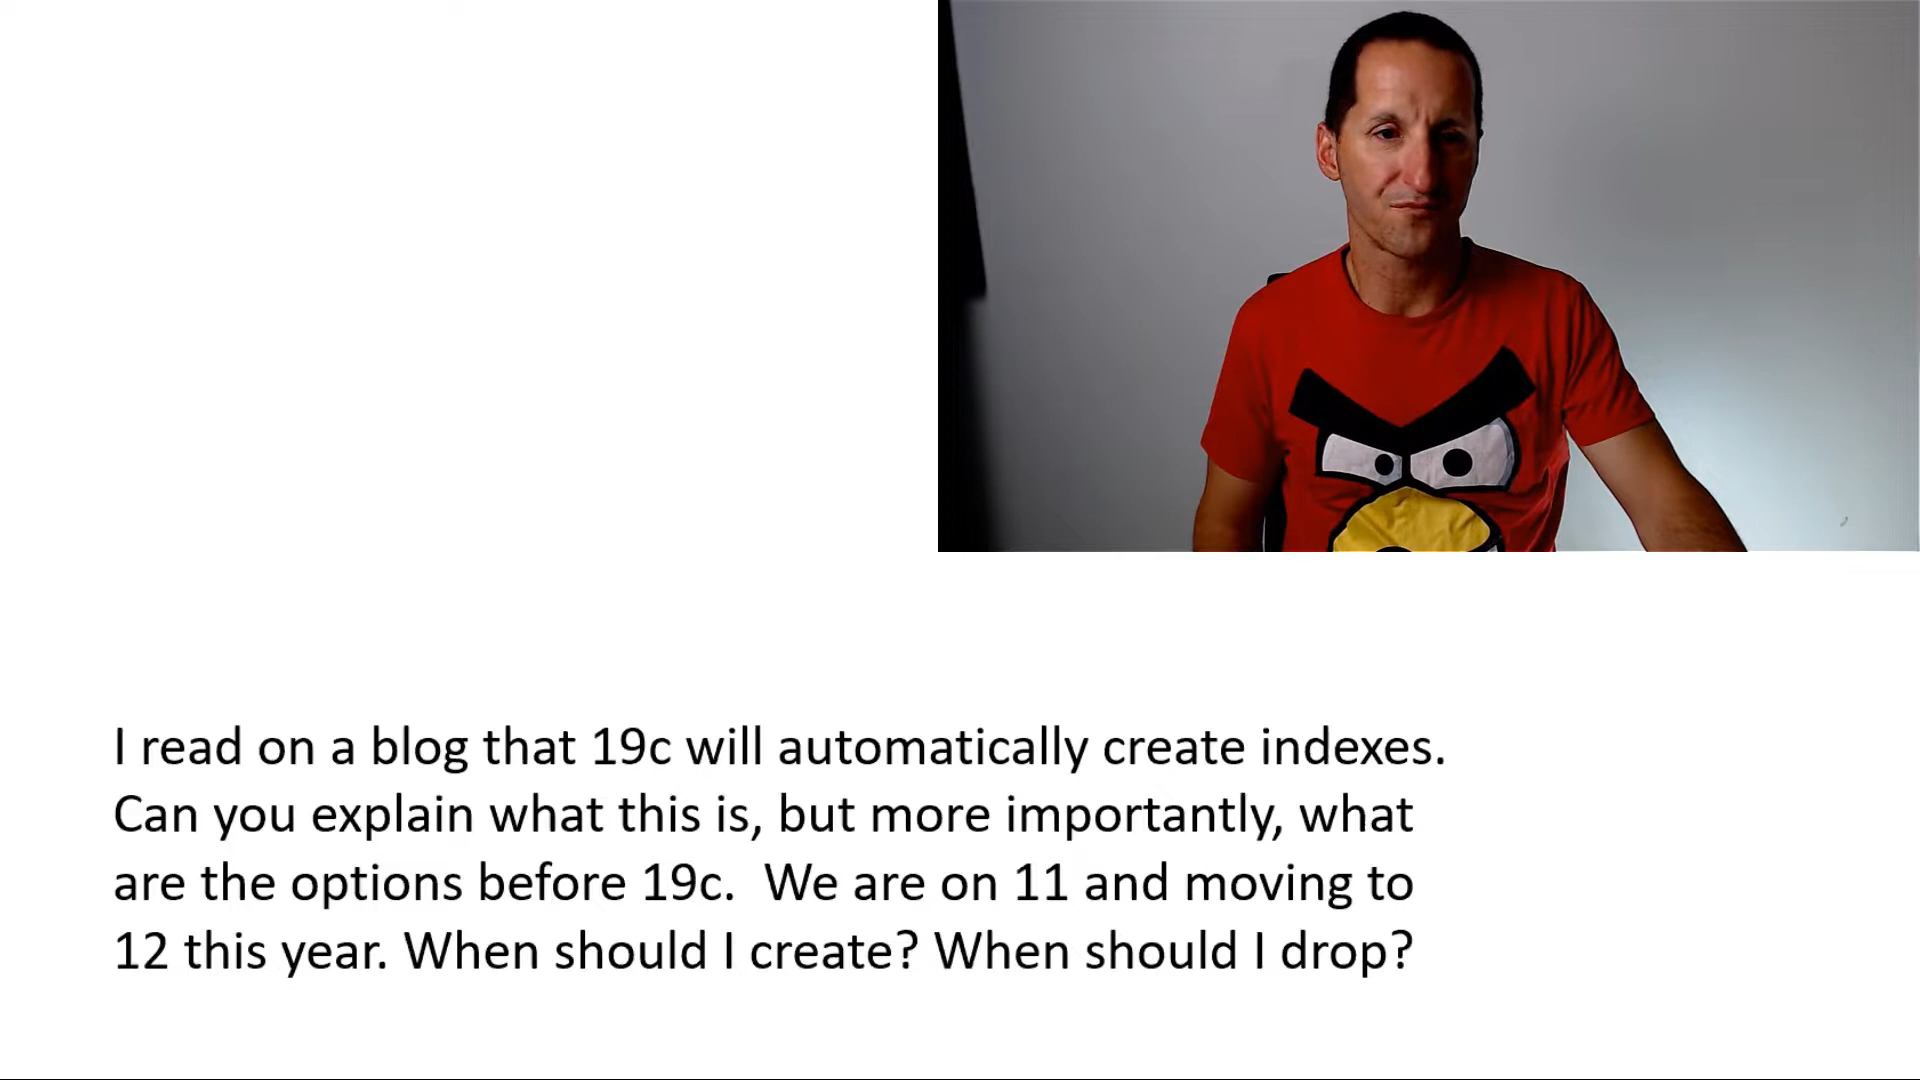 I read on a blog that 19c will automatically create indexes.
Can you explain what this is, but more importantly, what
are the options before 19c.  We are on 11 and moving to
12 this year. When should I create? When should I drop?